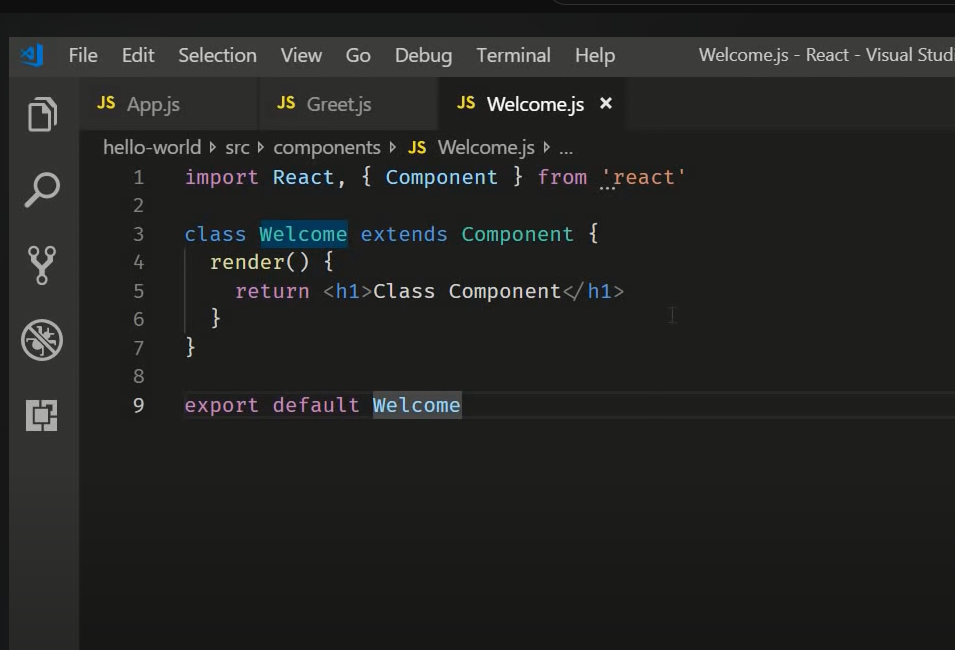 File Edit Selection View Go Debug Terminal Help Welcome.js - React - Visual Studi
JS App.js JS Greet.js JS Welcome.js ×
hello-world › src › components › JS Welcome.js › ...
1 import React, { Component } from 'react'
2
3 class Welcome extends Component {
4 render() {
5 return <h1>Class Component</h1>
6 }
7 }
8
9 export default Welcome